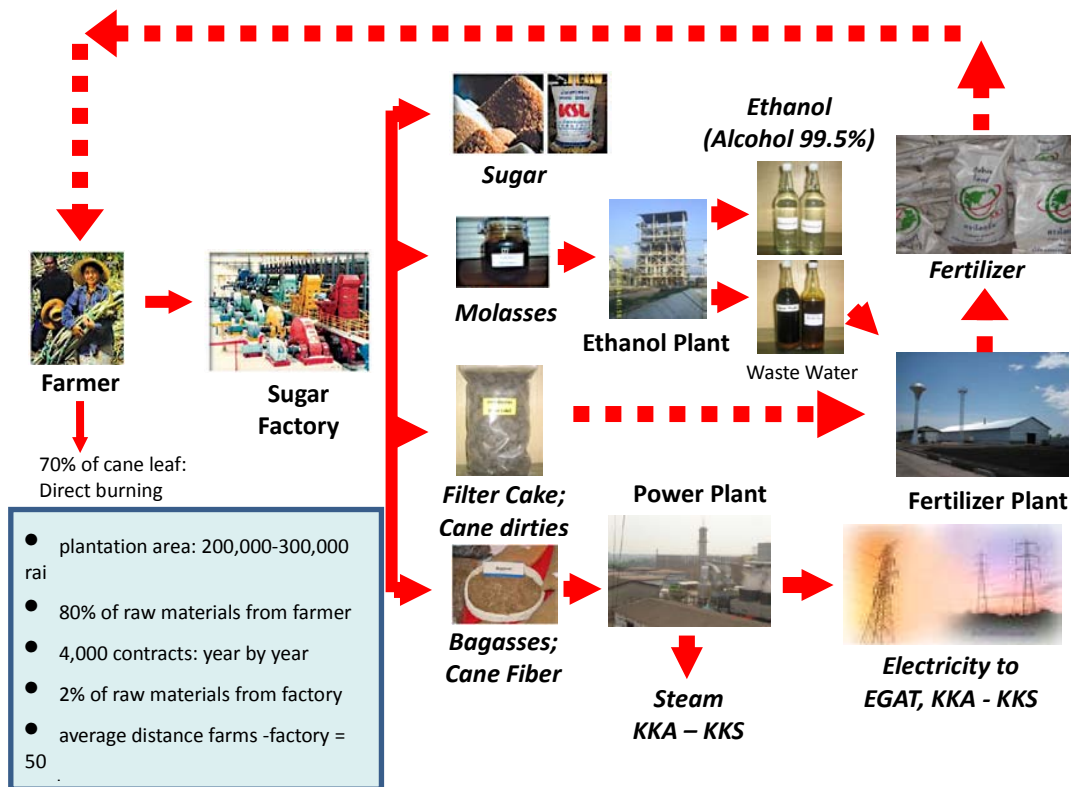 Ethanol
(Alcohol 99.5%)
KSL
Sugar
Fertilizer
Molasses
Ethanol Plant
Waste Water
Farmer
Sugar
Factory
70% of cane leaf:
Direct burning
Filter Cake;
Cane dirties
Power Plant
Fertilizer Plant
• plantation area: 200,000-300,000
rai
• 80% of raw materials from farmer
• 4,000 contracts: year by year
• 2% of raw materials from factory
• average distance farms -factory =
50
Bagasses;
Cane Fiber
Steam
KKA – KKS
Electricity to
EGAT, KKA - KKS